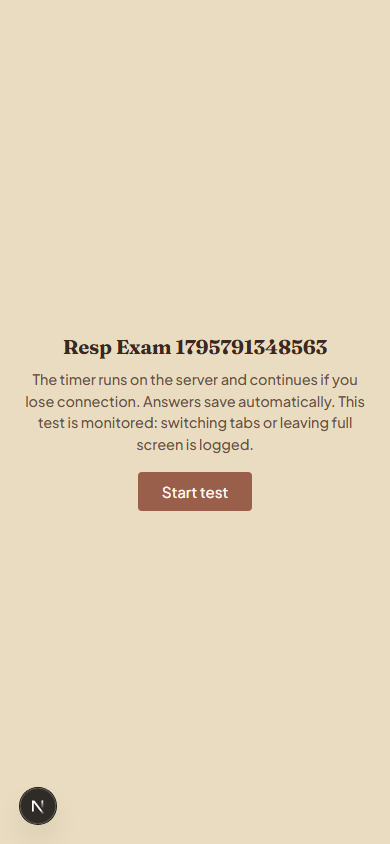 Resp Exam 1795791348563
The timer runs on the server and continues if you
lose connection. Answers save automatically. This
test is monitored: switching tabs or leaving full
screen is logged.
Start test
N